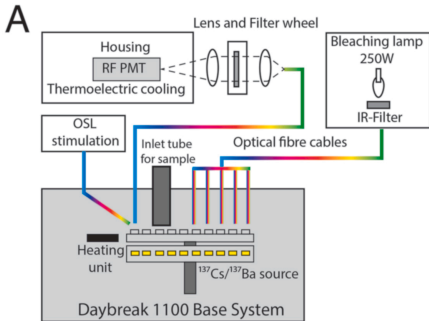 A
Lens and Filter wheel
Housing
RF PMT
Thermoelectric cooling
Bleaching lamp
250W
IR-Filter
OSL
stimulation
Inlet tube
for sample
Optical fibre cables
Heating
unit
¹³⁷Cs/¹³⁷Ba source
Daybreak 1100 Base System